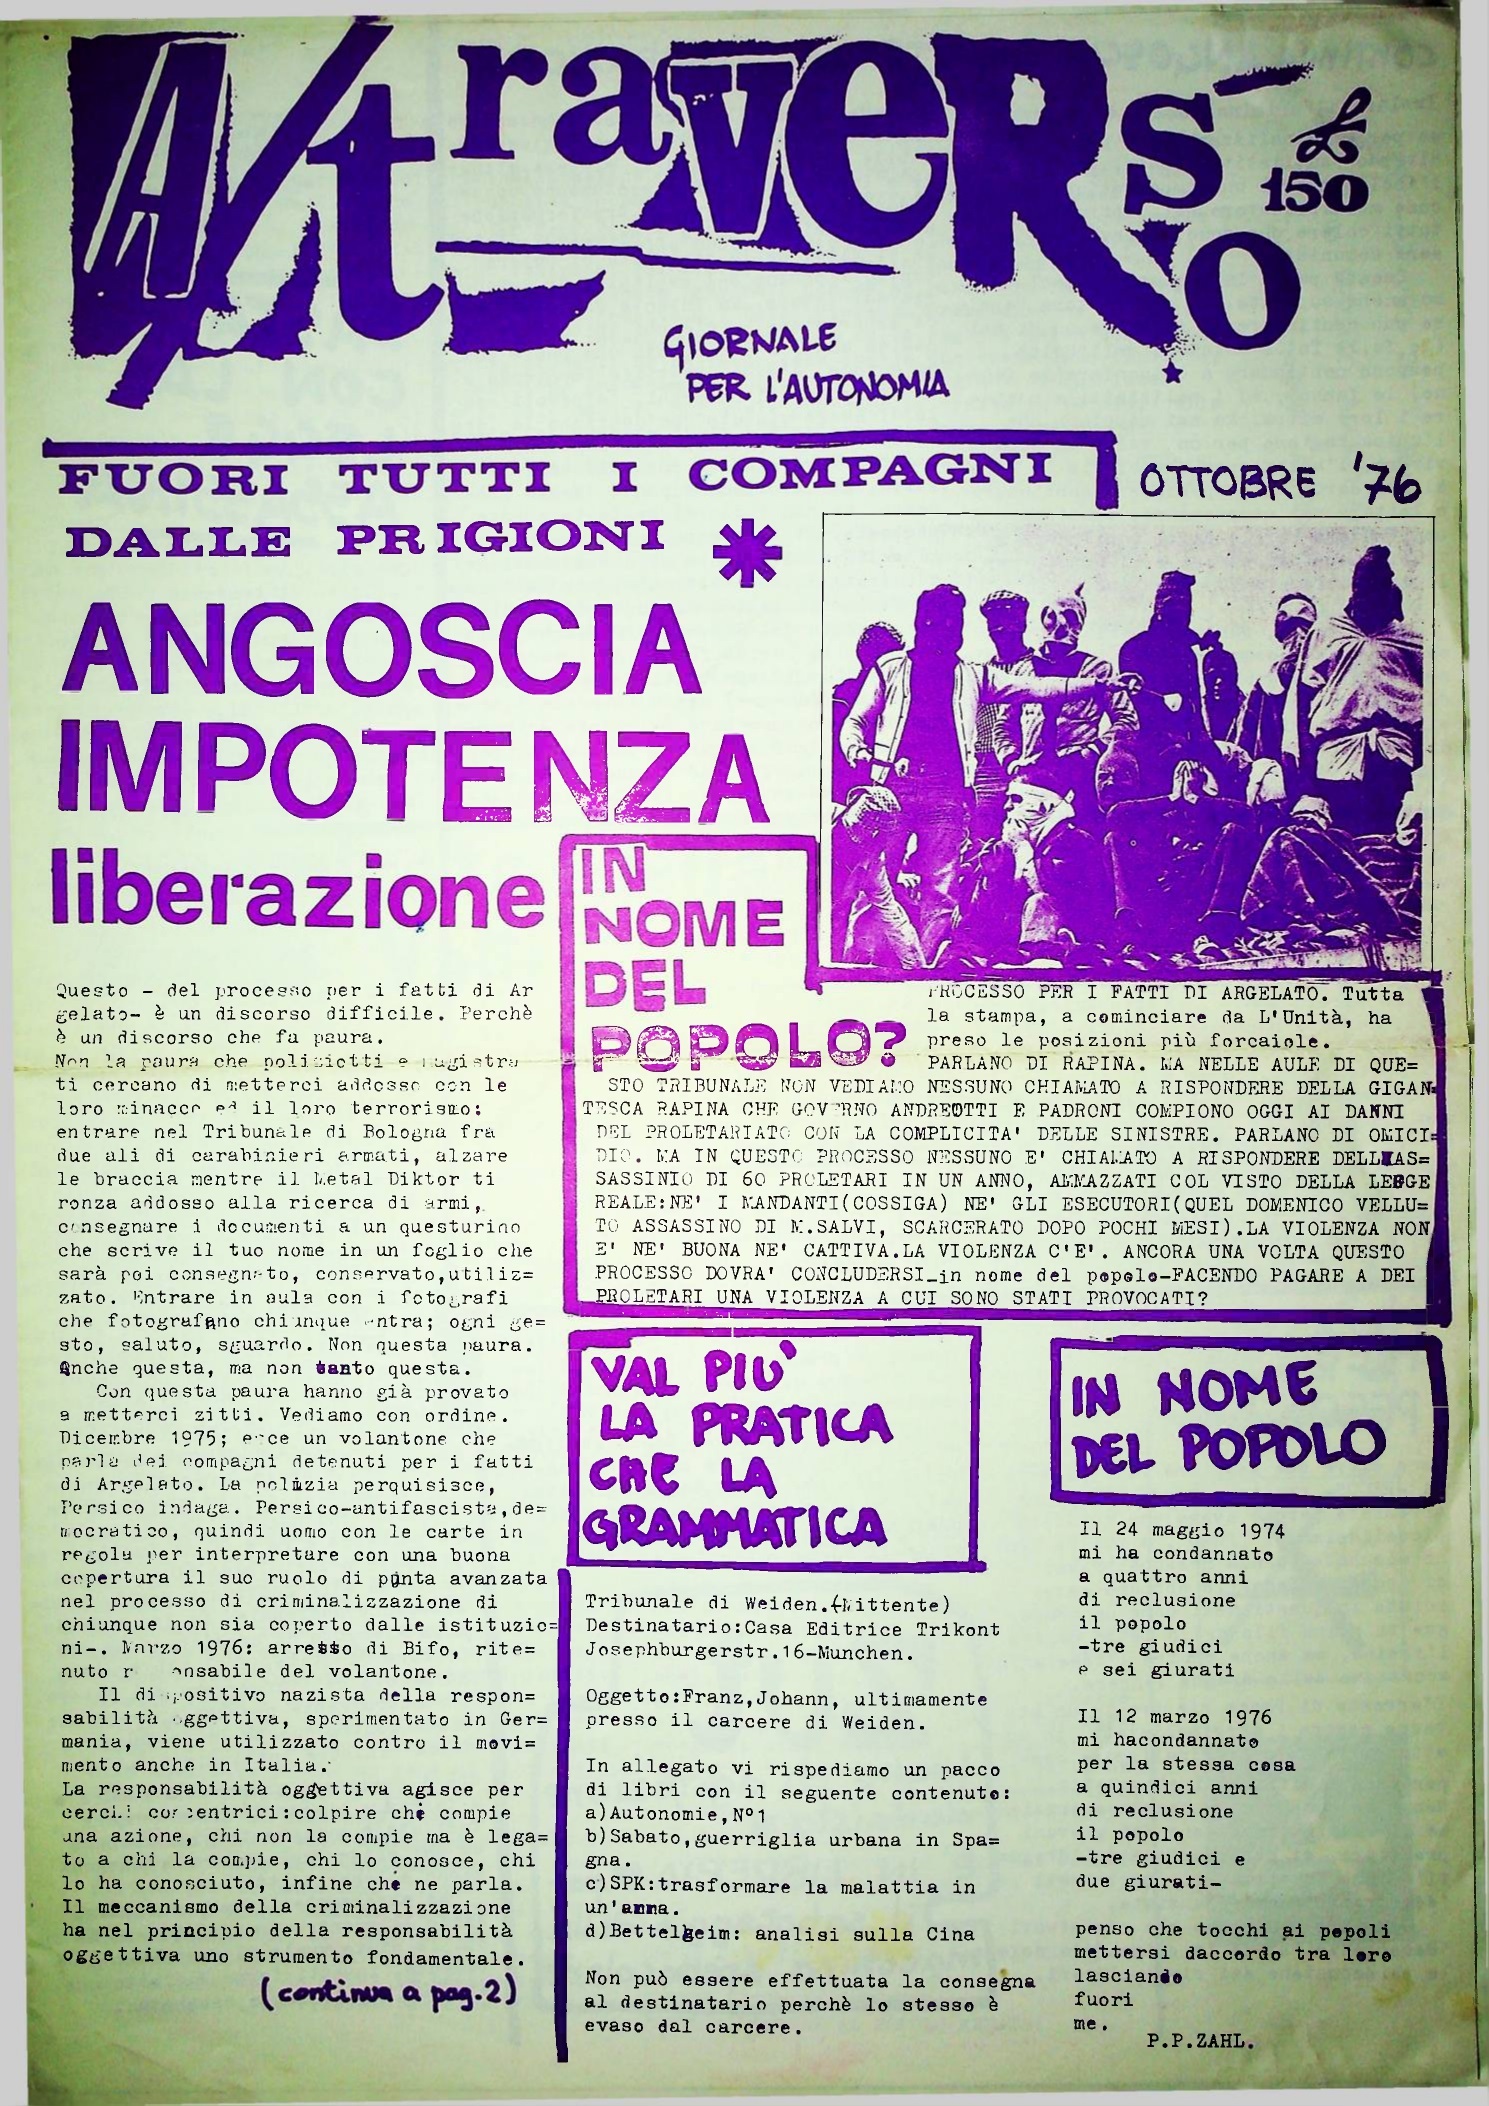 A/traverso
£
150
GIORNALE
PER L'AUTONOMIA
FUORI TUTTI I COMPAGNI
DALLE PRIGIONI *
OTTOBRE '76
ANGOSCIA
IMPOTENZA
liberazione
Questo - del processo per i fatti di Ar
gelato- è un discorso difficile. Perchè
è un discorso che fa paura.
Non la paura che poliziotti e magistra
ti cercano di metterci addosso con le
loro minacce ed il loro terrorismo:
entrare nel Tribunale di Bologna fra
due ali di carabinieri armati, alzare
le braccia mentre il Metal Diktor ti
ronza addosso alla ricerca di armi,
consegnare i documenti a un questurino
che scrive il tuo nome in un foglio che
sarà poi consegnato, conservato,utiliz=
zato. Entrare in aula con i fotografi
che fotografano chiunque entra; ogni ge=
sto, saluto, sguardo. Non questa paura.
Anche questa, ma non tanto questa.
Con questa paura hanno già provato
a metterci zitti. Vediamo con ordine.
Dicembre 1975; esce un volantone che
parla dei compagni detenuti per i fatti
di Argelato. La polizia perquisisce,
Persico indaga. Persico-antifascista,de=
mocratico, quindi uomo con le carte in
regola per interpretare con una buona
copertura il suo ruolo di punta avanzata
nel processo di criminalizzazione di
chiunque non sia coperto dalle istituzio=
ni-. Marzo 1976: arresto di Bifo, rite=
nuto responsabile del volantone.
Il dispositivo nazista della respon=
sabilità oggettiva, sperimentato in Ger=
mania, viene utilizzato contro il movi=
mento anche in Italia.
La responsabilità oggettiva agisce per
cerchi concentrici:colpire chi compie
una azione, chi non la compie ma è lega=
to a chi la compie, chi lo conosce, chi
lo ha conosciuto, infine chi ne parla.
Il meccanismo della criminalizzazione
ha nel principio della responsabilità
oggettiva uno strumento fondamentale.
(continua a pag.2)
IN
NOME
DEL
POPOLO?
PROCESSO PER I FATTI DI ARGELATO. Tutta
la stampa, a cominciare da L'Unità, ha
preso le posizioni più forcaiole.
PARLANO DI RAPINA. MA NELLE AULE DI QUE=
STO TRIBUNALE NON VEDIAMO NESSUNO CHIAMATO A RISPONDERE DELLA GIGAN=
TESCA RAPINA CHE GOVERNO ANDREOTTI E PADRONI COMPIONO OGGI AI DANNI
DEL PROLETARIATO CON LA COMPLICITA' DELLE SINISTRE. PARLANO DI OMICI=
DIO. MA IN QUESTO PROCESSO NESSUNO E' CHIAMATO A RISPONDERE DELL'AS=
SASSINIO DI 60 PROLETARI IN UN ANNO, AMMAZZATI COL VISTO DELLA LEGGE
REALE:NE' I MANDANTI(COSSIGA) NE' GLI ESECUTORI(QUEL DOMENICO VELLU=
TO ASSASSINO DI M.SALVI, SCARCERATO DOPO POCHI MESI).LA VIOLENZA NON
E' NE' BUONA NE' CATTIVA.LA VIOLENZA C'E'. ANCORA UNA VOLTA QUESTO
PROCESSO DOVRA' CONCLUDERSI_in nome del popolo-FACENDO PAGARE A DEI
PROLETARI UNA VIOLENZA A CUI SONO STATI PROVOCATI?
VAL PIU'
LA PRATICA
CHE LA
GRAMMATICA
Tribunale di Weiden.(Mittente)
Destinatario:Casa Editrice Trikont
Josephburgerstr.16-Munchen.
Oggetto:Franz,Johann, ultimamente
presso il carcere di Weiden.
In allegato vi rispediamo un pacco
di libri con il seguente contenuto:
a)Autonomie,N°1
b)Sabato,guerriglia urbana in Spa=
gna.
c)SPK:trasformare la malattia in
un'arma.
d)Bettelgeim: analisi sulla Cina
Non può essere effettuata la consegna
al destinatario perchè lo stesso è
evaso dal carcere.
IN NOME
DEL POPOLO
Il 24 maggio 1974
mi ha condannato
a quattro anni
di reclusione
il popolo
-tre giudici
e sei giurati
Il 12 marzo 1976
mi hacondannato
per la stessa cosa
a quindici anni
di reclusione
il popolo
-tre giudici e
due giurati-
penso che tocchi ai popoli
mettersi daccordo tra loro
lasciando
fuori
me.
P.P.ZAHL.